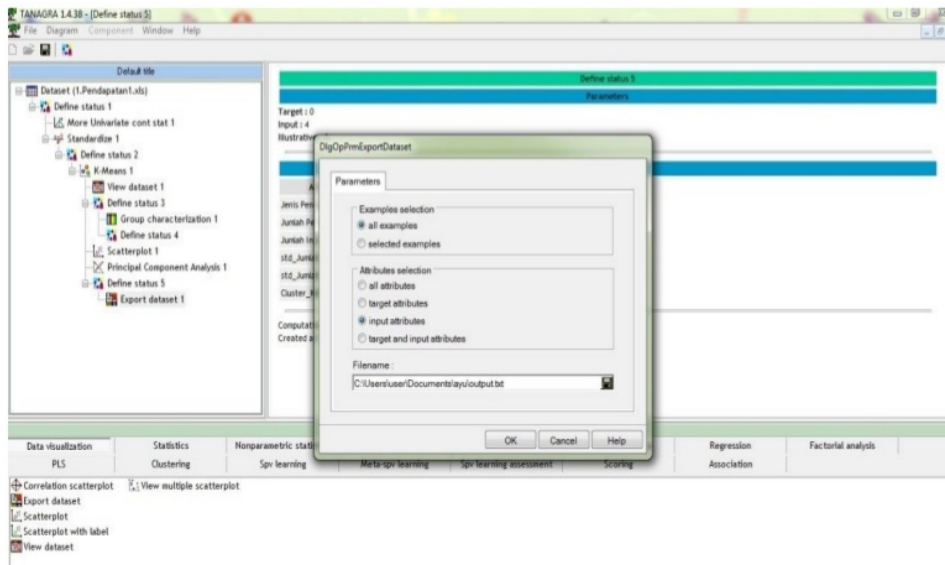 TANAGRA 1.4.38 - [Define status 5]
File Diagram Component Window Help
Default title
Dataset (1.Pendapatan1.xls)
Define status 1
More Univariate cont stat 1
Standardize 1
Define status 2
K-Means 1
View dataset 1
Define status 3
Group characterization 1
Define status 4
Scatterplot 1
Principal Component Analysis 1
Define status 5
Export dataset 1
Define status 5
Parameters
Target : 0
Input : 4
Jenis
Jumlah
Jumlah
Created
DlgOpPrmExportDataset
Parameters
Examples selection
all examples
selected examples
Attributes selection
all attributes
target attributes
input attributes
target and input attributes
Filename :
C:\Users\user\Documents\ayu\output.txt
OK Cancel Help
Data visualization Statistics Nonparametric Regression Factorial analysis
PLS Clustering Spv learning Meta-spv learning Spv learning assessment Scoring Association
Correlation scatterplot View multiple scatterplot
Export dataset
Scatterplot
Scatterplot with label
View dataset